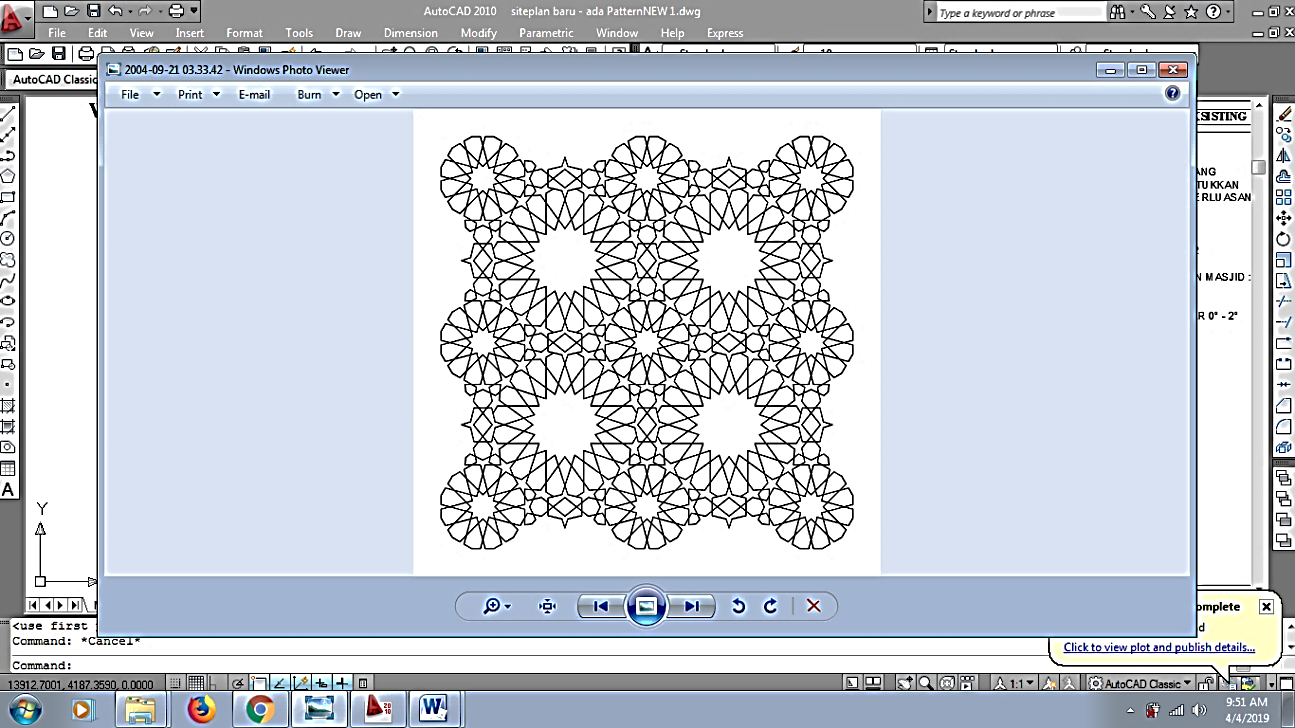 AutoCAD 2010 siteplan baru - ada PatternNEW 1.dwg
Type a keyword or phrase
File Edit View Insert Format Tools Draw Dimension Modify Parametric Window Help Express
AutoCAD Classic
2004-09-21 03.33.42 - Windows Photo Viewer
File Print E-mail Burn Open
KSISTING
ANG
TUKKAN
ERLUASAN
N MASJID :
R 0° - 2°
Y
<use first
Command: *Cancel*
Command:
omplete
d
Click to view plot and publish details...
13912.7001, 4187.3590, 0.0000
1:1
AutoCAD Classic
9:51 AM
4/4/2019